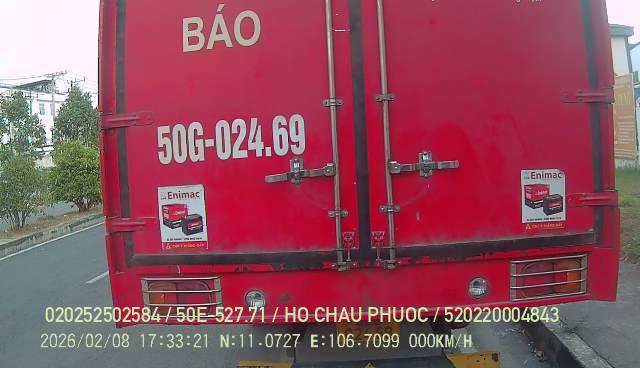 BÁO
50G-024.69
Enimac
Enimac
020252502584 / 50E-527.71 / HO CHAU PHUOC / 520220004843
2026/02/08 17:33:21 N:11.0727 E:106.7099 000KM/H